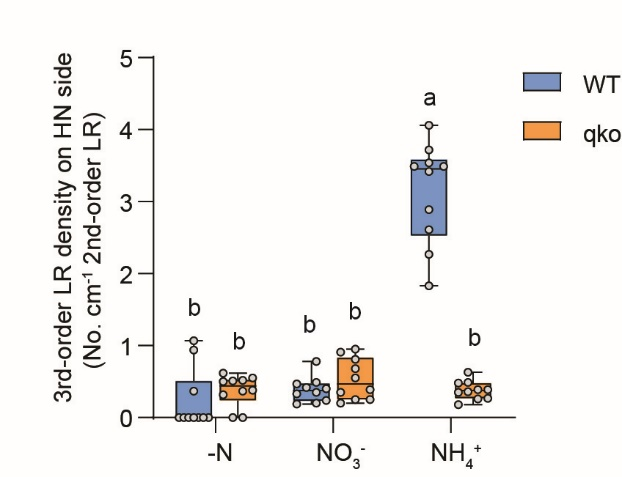 3rd-order LR density on HN side
(No. cm⁻¹ 2nd-order LR)
5
4
3
2
1
0
b
b
b
b
a
b
-N
NO₃⁻
NH₄⁺
WT
qko